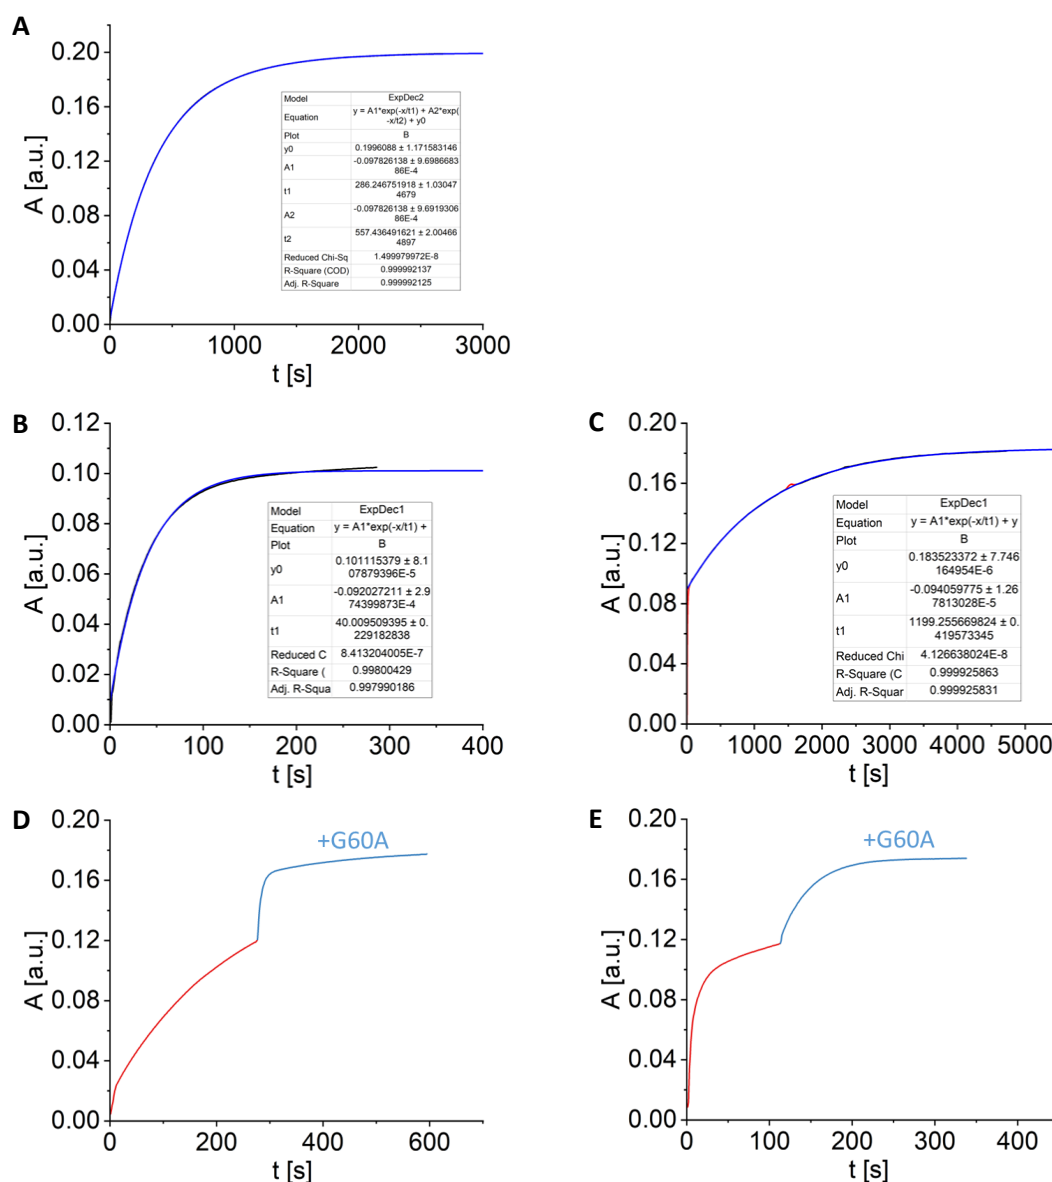 A
A [a.u.]
0.20
0.16
0.12
0.08
0.04
0.00
Model ExpDec2
Equation y = A1*exp(-x/t1) + A2*exp(
-x/t2) + y0
Plot B
y0 0.1996088 ± 1.171583146
A1 -0.097826138 ± 9.6986683
86E-4
t1 286.246751918 ± 1.03047
4679
A2 -0.097826138 ± 9.6919306
86E-4
t2 557.436491621 ± 2.00466
4897
Reduced Chi-Sq 1.499979972E-8
R-Square (COD) 0.999992137
Adj. R-Square 0.999992125
0 1000 2000 3000
t [s]
B
A [a.u.]
0.12
0.10
0.08
0.06
0.04
0.02
0.00
Model ExpDec1
Equation y = A1*exp(-x/t1) +
Plot B
y0 0.101115379 ± 8.1
07879396E-5
A1 -0.092027211 ± 2.9
74399873E-4
t1 40.009509395 ± 0.
229182838
Reduced C 8.413204005E-7
R-Square ( 0.99800429
Adj. R-Squa 0.997990186
0 100 200 300 400
t [s]
C
A [a.u.]
0.20
0.16
0.12
0.08
0.04
0.00
Model ExpDec1
Equation y = A1*exp(-x/t1) + y
Plot B
y0 0.183523372 ± 7.746
164954E-6
A1 -0.094059775 ± 1.26
7813028E-5
t1 1199.255669824 ± 0.
419573345
Reduced Chi 4.126638024E-8
R-Square (C 0.999925863
Adj. R-Squar 0.999925831
0 1000 2000 3000 4000 5000
t [s]
D
A [a.u.]
0.20
0.16
0.12
0.08
0.04
0.00
+G60A
0 200 400 600
t [s]
E
A [a.u.]
0.20
0.16
0.12
0.08
0.04
0.00
+G60A
0 100 200 300 400
t [s]